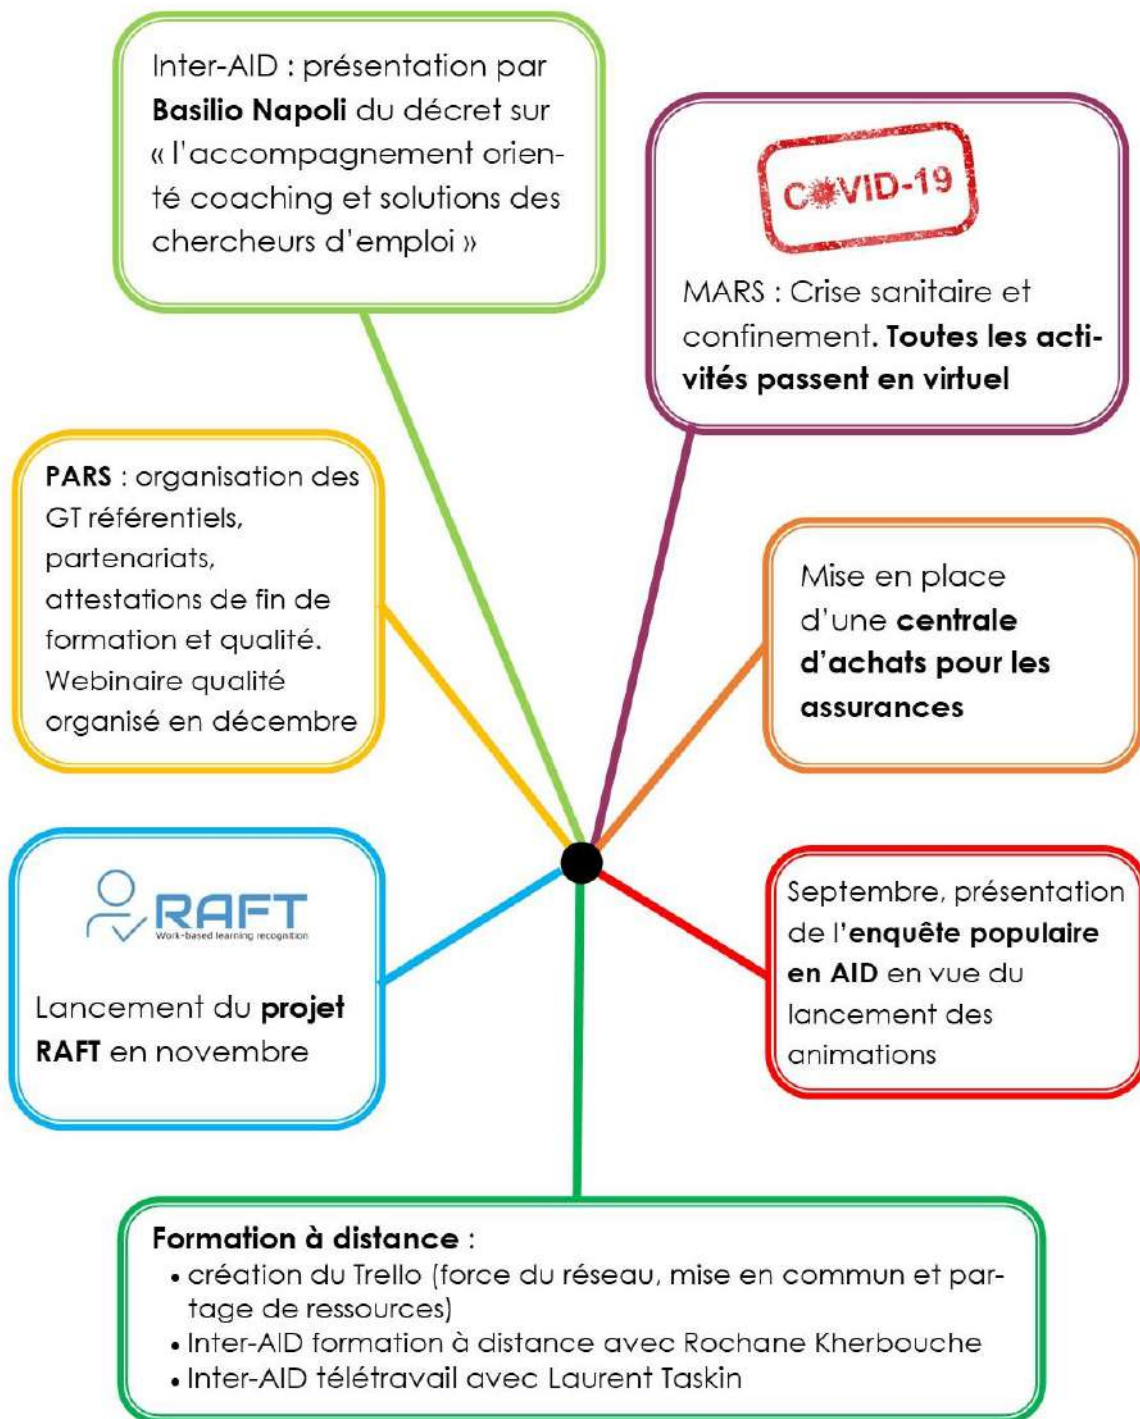 Inter-AID : présentation par
Basilio Napoli du décret sur
« l'accompagnement orien-
té coaching et solutions des
chercheurs d'emploi »
COVID-19
MARS : Crise sanitaire et
confinement. Toutes les acti-
vités passent en virtuel
PARS : organisation des
GT référentiels,
partenariats,
attestations de fin de
formation et qualité.
Webinaire qualité
organisé en décembre
Mise en place
d'une centrale
d'achats pour les
assurances
RAFT
Work-based learning recognition
Lancement du projet
RAFT en novembre
Septembre, présentation
de l'enquête populaire
en AID en vue du
lancement des
animations
Formation à distance :
• création du Trello (force du réseau, mise en commun et par-
tage de ressources)
• Inter-AID formation à distance avec Rochane Kherbouche
• Inter-AID télétravail avec Laurent Taskin